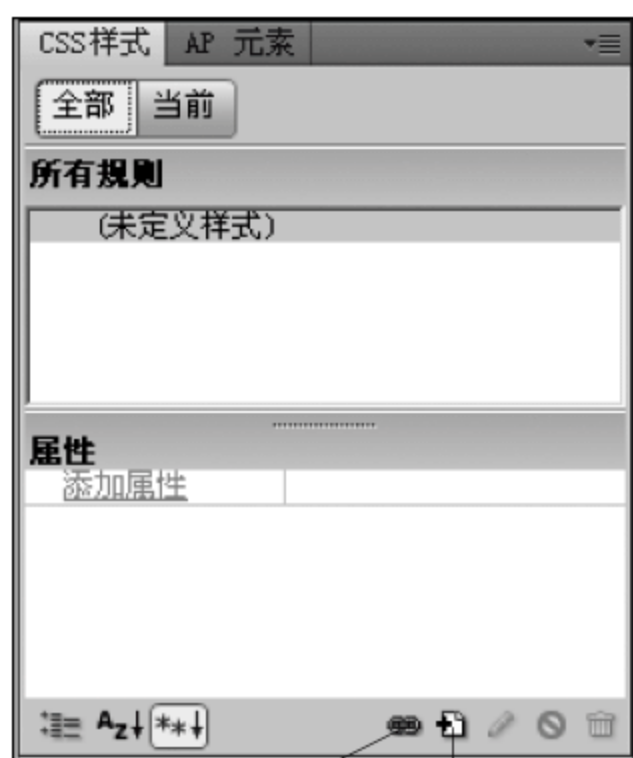 CSS样式 AP 元素
全部 当前
所有规则
(未定义样式)
属性
添加属性
Az↓ **↓